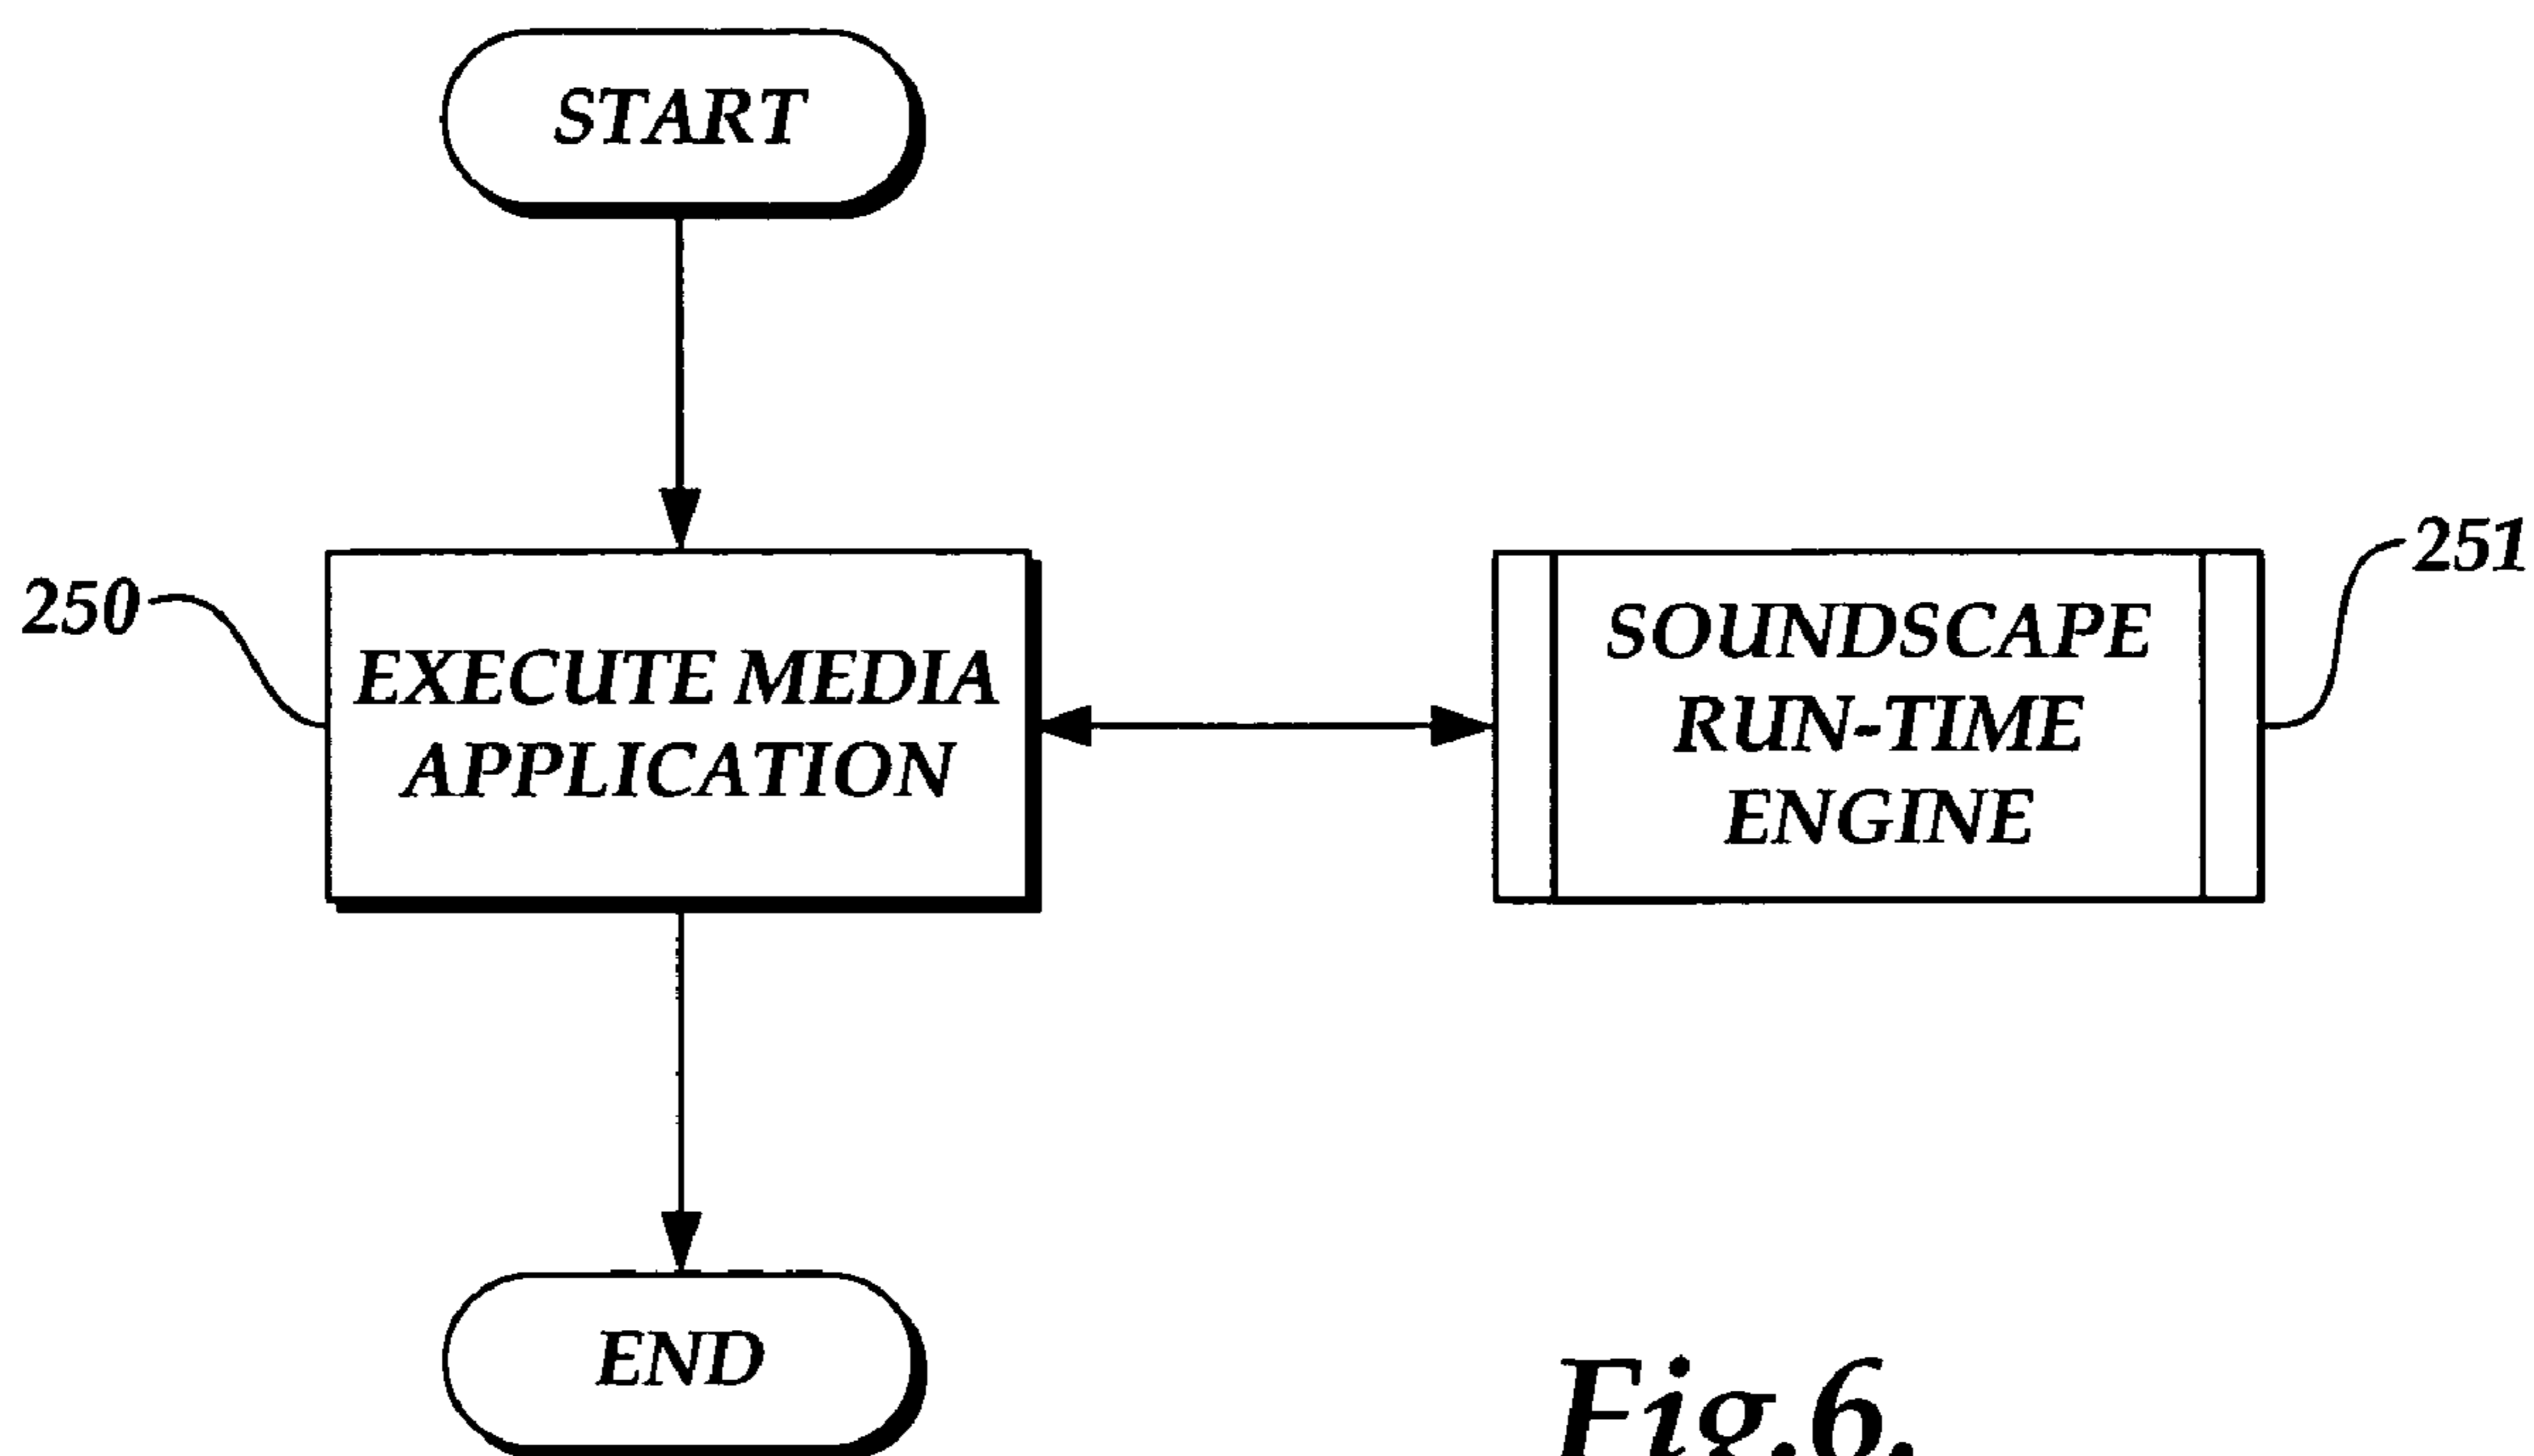 START
250
EXECUTE MEDIA
APPLICATION
251
SOUNDSCAPE
RUN-TIME
ENGINE
END
Fig.6.